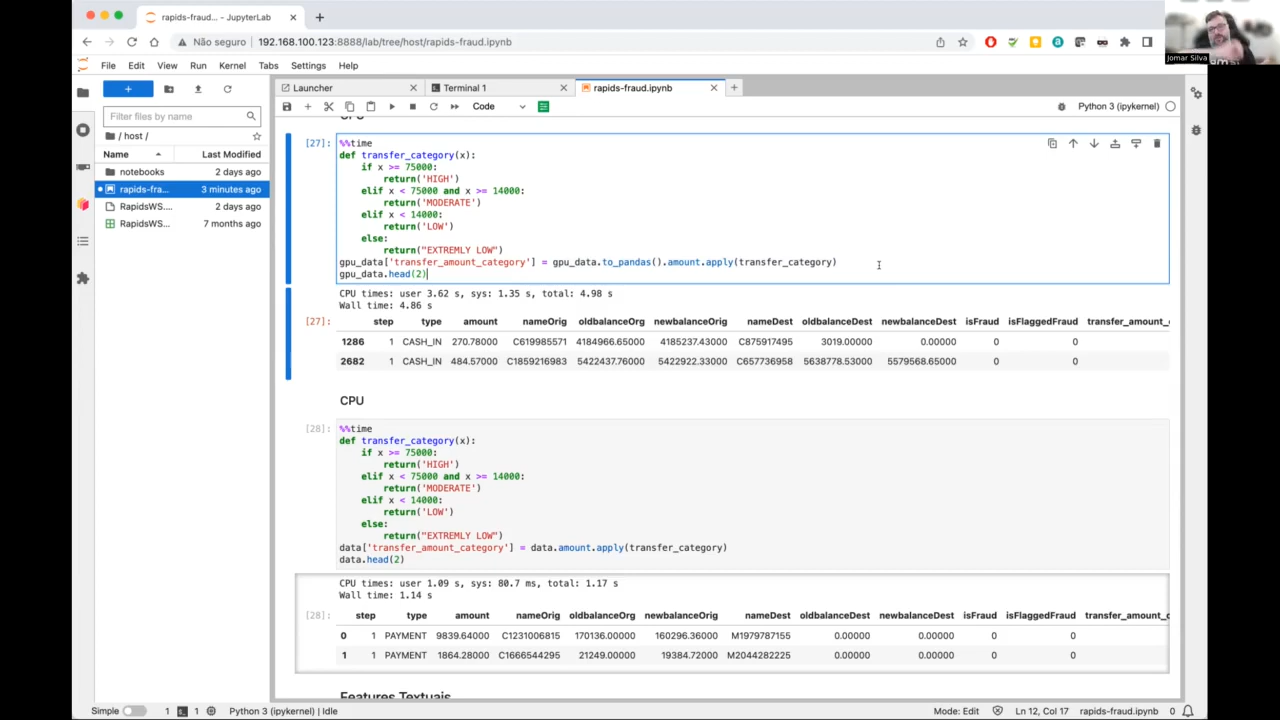 rapids-fraud... - JupyterLab
Não seguro
192.168.100.123:8888/lab/tree/host/rapids-fraud.ipynb
Jomar Silva
File Edit View Run Kernel Tabs Settings Help
Launcher
Terminal 1
rapids-fraud.ipynb
Code
Python 3 (ipykernel)
Filter files by name
/ host /
Name Last Modified
notebooks 2 days ago
rapids-fra... 3 minutes ago
RapidsWS.... 2 days ago
RapidsWS... 7 months ago
[27]:
%%time
def transfer_category(x):
if x >= 75000:
return('HIGH')
elif x < 75000 and x >= 14000:
return('MODERATE')
elif x < 14000:
return('LOW')
else:
return("EXTREMLY LOW")
gpu_data['transfer_amount_category'] = gpu_data.to_pandas().amount.apply(transfer_category)
gpu_data.head(2)
CPU times: user 3.62 s, sys: 1.35 s, total: 4.98 s
Wall time: 4.86 s
[27]:
step type amount nameOrig oldbalanceOrg newbalanceOrig nameDest oldbalanceDest newbalanceDest isFraud isFlaggedFraud transfer_amount_c
1286 1 CASH_IN 270.78000 C619985571 4184966.65000 4185237.43000 C875917495 3019.00000 0.00000 0 0
2682 1 CASH_IN 484.57000 C1859216983 5422437.76000 5422922.33000 C657736958 5638778.53000 5579568.65000 0 0
CPU
[28]:
%%time
def transfer_category(x):
if x >= 75000:
return('HIGH')
elif x < 75000 and x >= 14000:
return('MODERATE')
elif x < 14000:
return('LOW')
else:
return("EXTREMLY LOW")
data['transfer_amount_category'] = data.amount.apply(transfer_category)
data.head(2)
CPU times: user 1.09 s, sys: 80.7 ms, total: 1.17 s
Wall time: 1.14 s
[28]:
step type amount nameOrig oldbalanceOrg newbalanceOrig nameDest oldbalanceDest newbalanceDest isFraud isFlaggedFraud transfer_amount_c
0 1 PAYMENT 9839.64000 C1231006815 170136.00000 160296.36000 M1979787155 0.00000 0.00000 0 0
1 1 PAYMENT 1864.28000 C1666544295 21249.00000 19384.72000 M2044282225 0.00000 0.00000 0 0
Features Textuais
Simple 1 1 Python 3 (ipykernel) | Idle Mode: Edit Ln 12, Col 17 rapids-fraud.ipynb 0